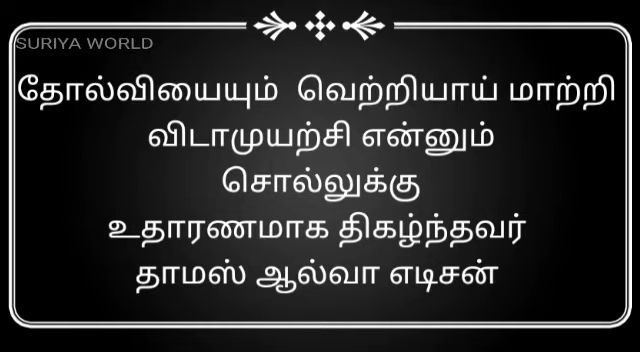 SURIYA WORLD
தோல்வியையும் வெற்றியாய் மாற்றி
விடாமுயற்சி என்னும்
சொல்லுக்கு
உதாரணமாக திகழ்ந்தவர்
தாமஸ் ஆல்வா எடிசன்